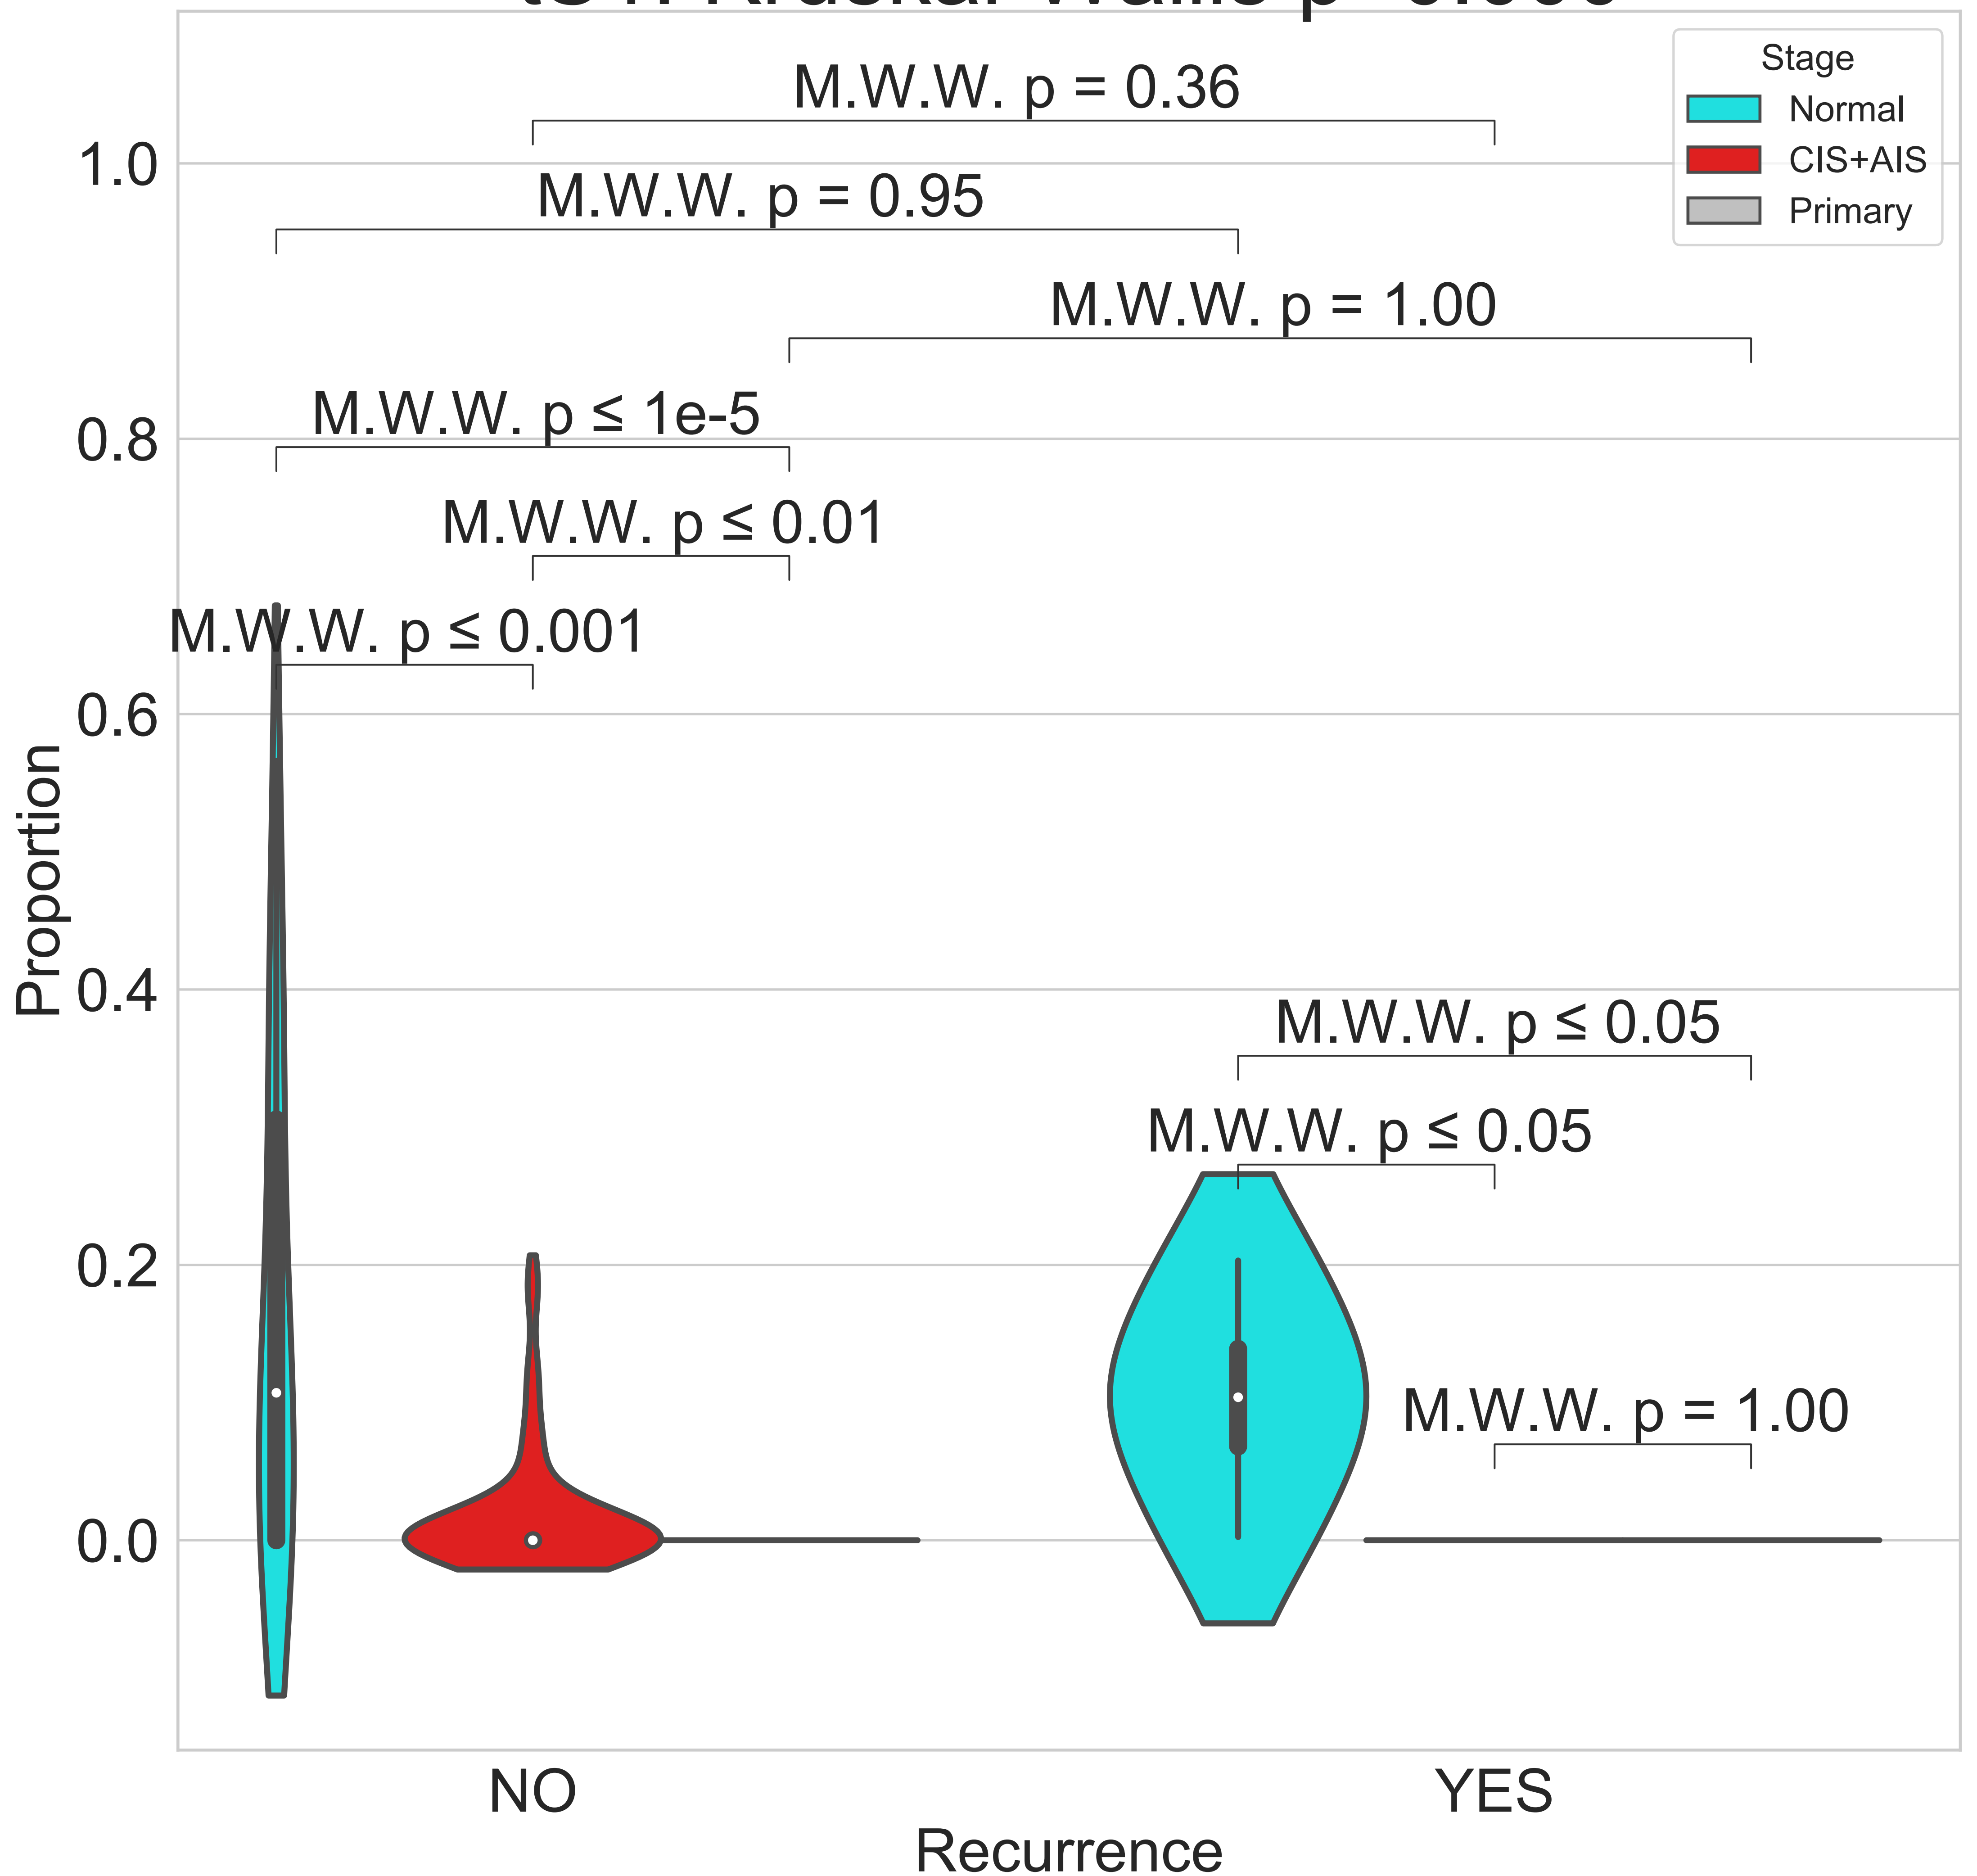 Stage
Normal
CIS+AIS
Primary
M.W.W. p = 0.36
1.0
M.W.W. p = 0.95
M.W.W. p = 1.00
M.W.W. p ≤ 1e-5
0.8
M.W.W. p ≤ 0.01
M.W.W. p ≤ 0.001
0.6
Proportion
0.4
M.W.W. p ≤ 0.05
M.W.W. p ≤ 0.05
0.2
M.W.W. p = 1.00
0.0
NO
YES
Recurrence